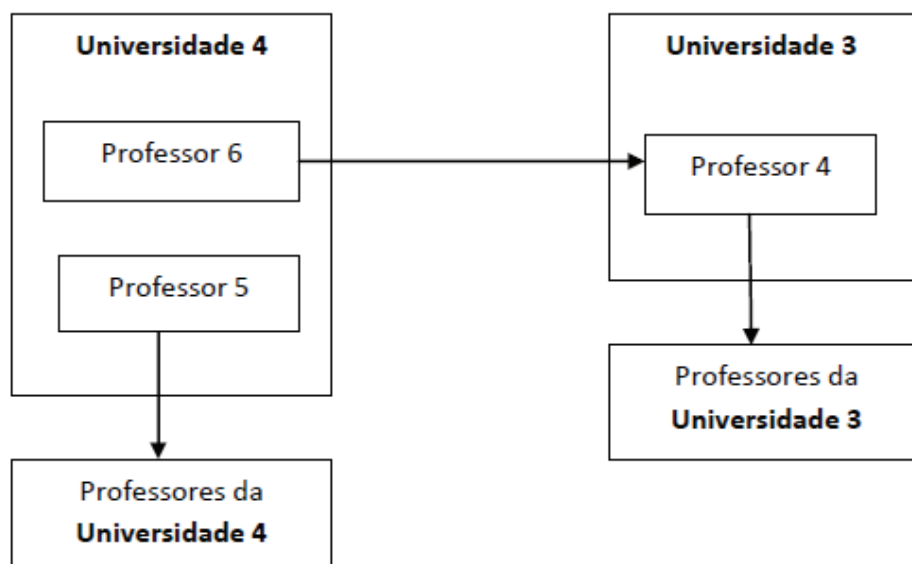 Universidade 4
Professor 6
Professor 5
Professores da
Universidade 4
Universidade 3
Professor 4
Professores da
Universidade 3